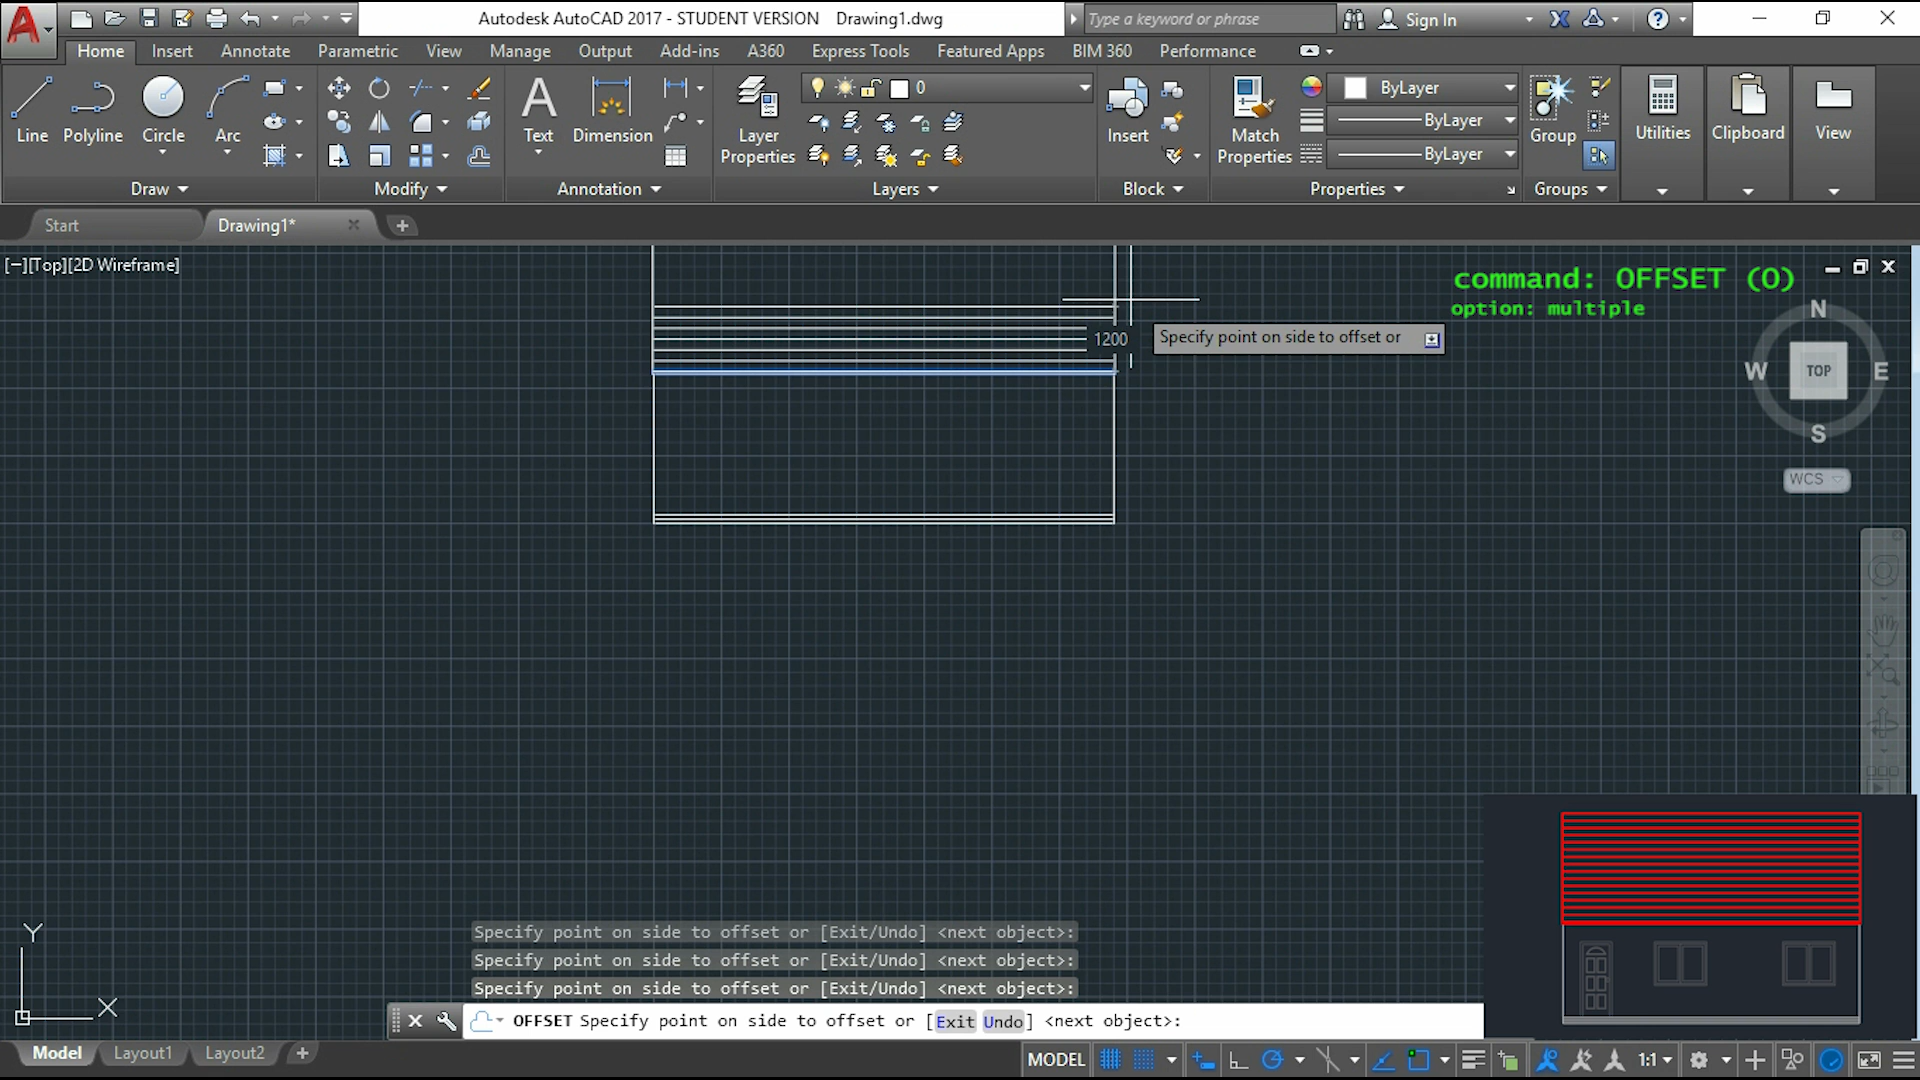 Autodesk AutoCAD 2017 - STUDENT VERSION Drawing1.dwg
Type a keyword or phrase
Sign In
Home Insert Annotate Parametric View Manage Output Add-ins A360 Express Tools Featured Apps BIM 360 Performance
Line Polyline Circle Arc
Text Dimension
Layer Properties
0
Insert
Match Properties
ByLayer
ByLayer
ByLayer
Group
Utilities Clipboard View
Draw Modify Annotation Layers Block Properties Groups
Start Drawing1*
[−][Top][2D Wireframe]
command: OFFSET (O)
option: multiple
N
1200
Specify point on side to offset or
W TOP E
S
WCS
Y
X
Specify point on side to offset or [Exit/Undo] <next object>:
Specify point on side to offset or [Exit/Undo] <next object>:
Specify point on side to offset or [Exit/Undo] <next object>:
OFFSET Specify point on side to offset or [Exit Undo] <next object>:
Model Layout1 Layout2
MODEL 1:1